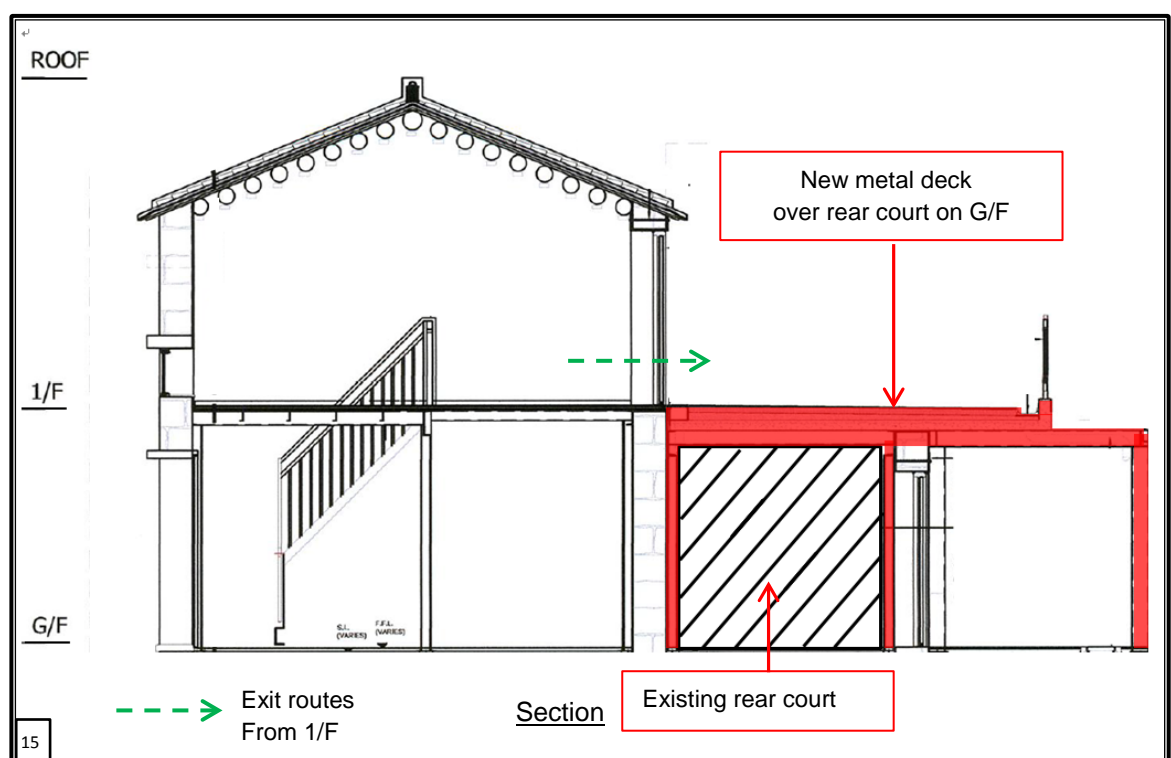 ROOF
New metal deck
over rear court on G/F
1/F
G/F
S.L.
(VARIES)
F.F.L.
(VARIES)
Exit routes
From 1/F
Section
Existing rear court
15